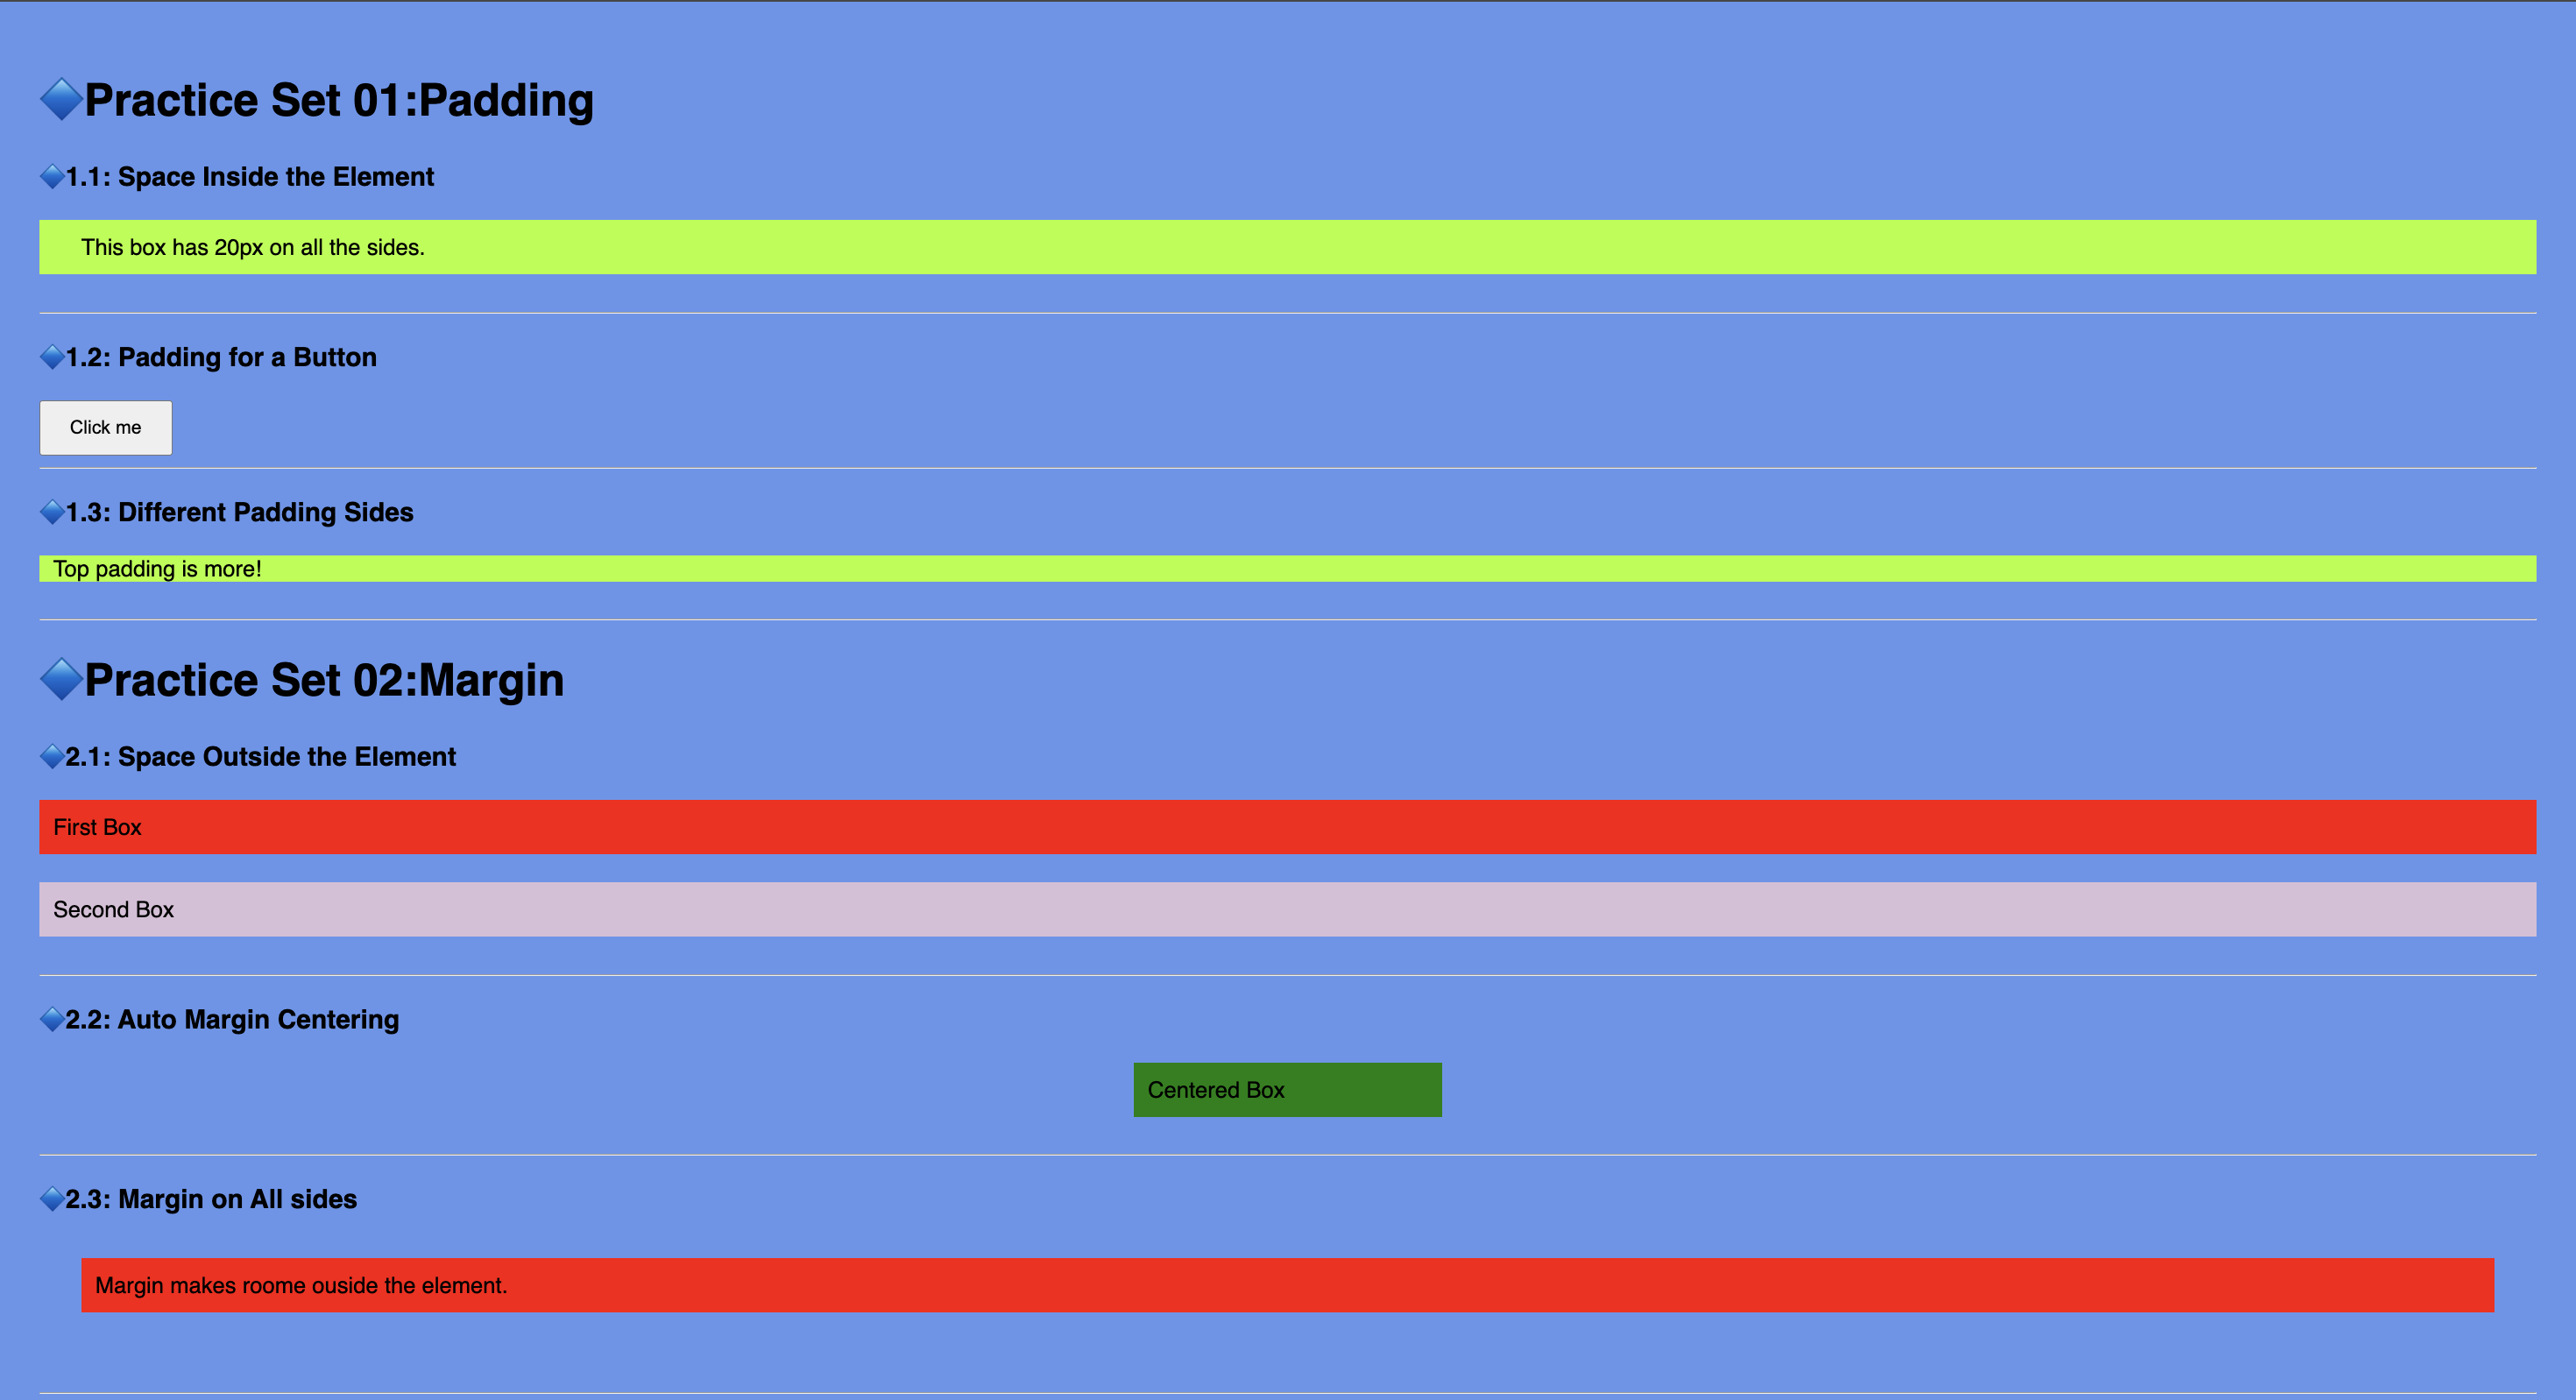 🔷Practice Set 01:Padding
🔷1.1: Space Inside the Element
This box has 20px on all the sides.
🔷1.2: Padding for a Button
Click me
🔷1.3: Different Padding Sides
Top padding is more!
🔷Practice Set 02:Margin
🔷2.1: Space Outside the Element
First Box
Second Box
🔷2.2: Auto Margin Centering
Centered Box
🔷2.3: Margin on All sides
Margin makes roome ouside the element.